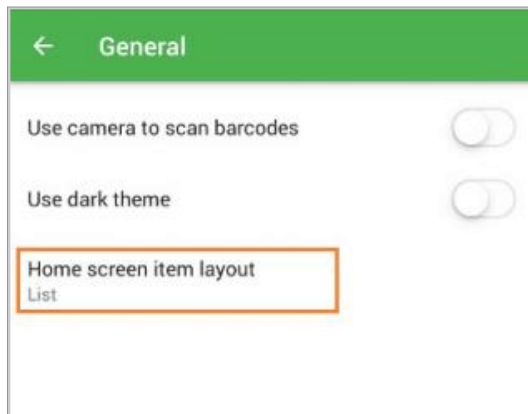 General
Use camera to scan barcodes
Use dark theme
Home screen item layout
List